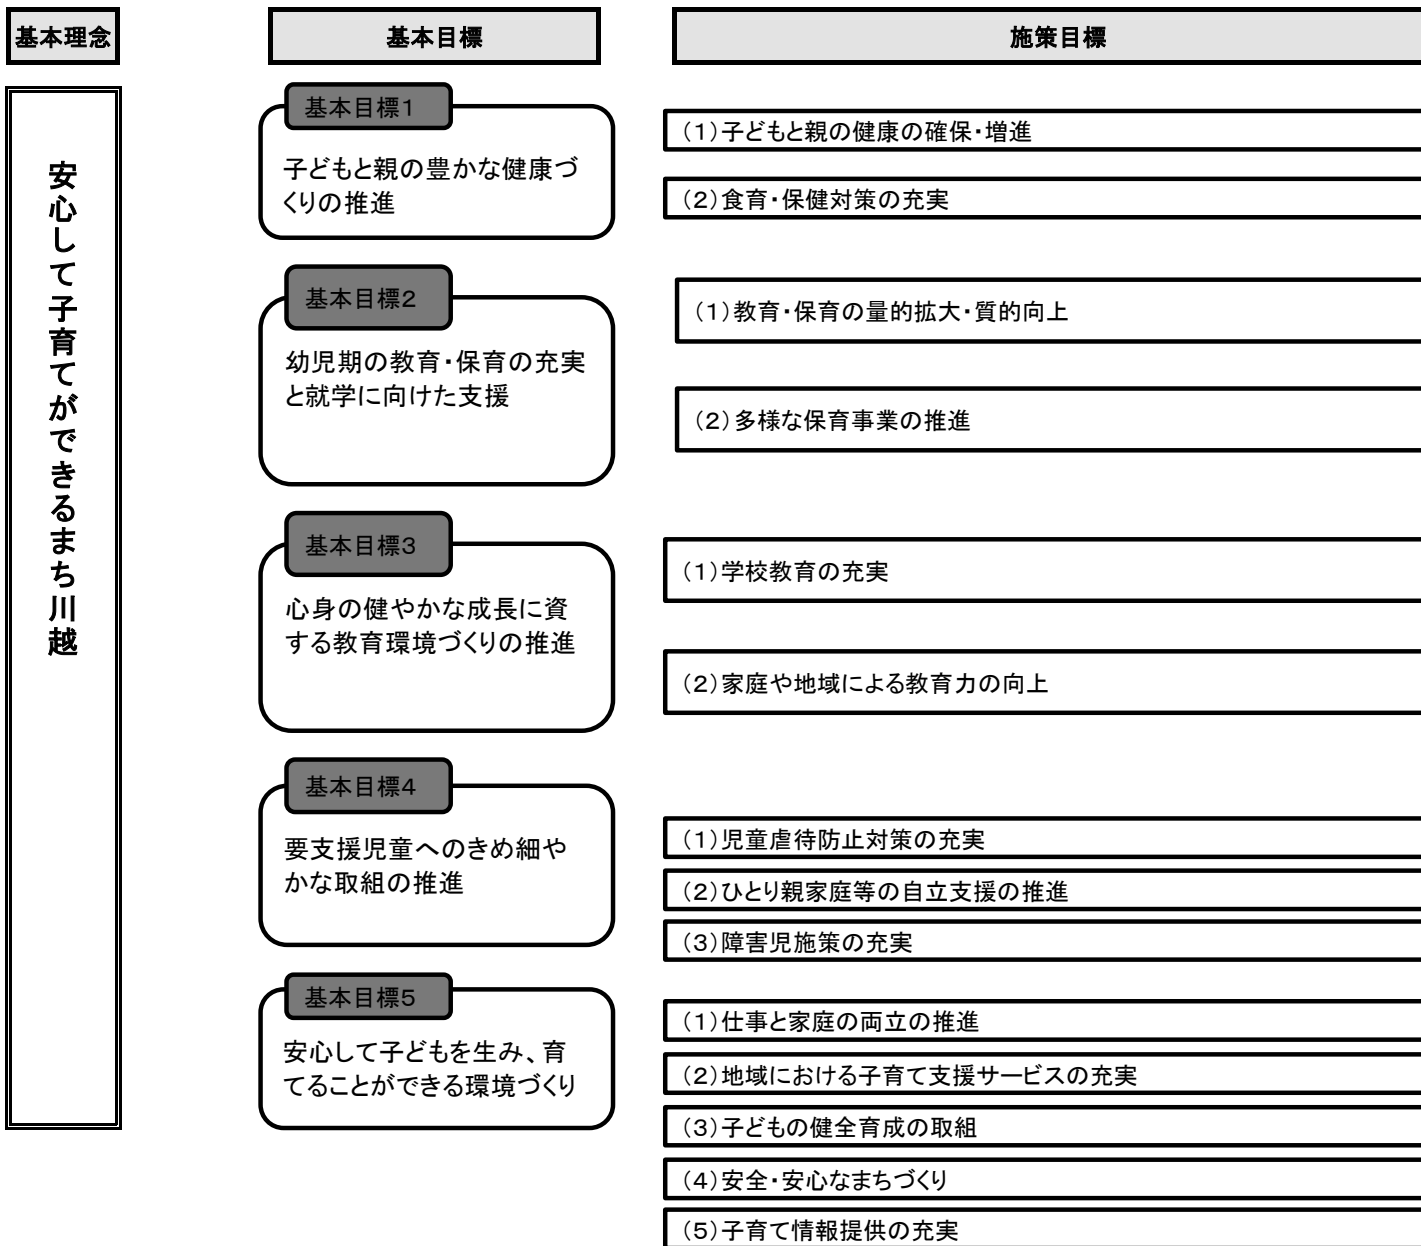 基本理念
基本目標
施策目標
安心して子育てができるまち川越
基本目標1
子どもと親の豊かな健康づ
くりの推進
(1)子どもと親の健康の確保・増進
(2)食育・保健対策の充実
基本目標2
幼児期の教育・保育の充実
と就学に向けた支援
(1)教育・保育の量的拡大・質的向上
(2)多様な保育事業の推進
基本目標3
心身の健やかな成長に資
する教育環境づくりの推進
(1)学校教育の充実
(2)家庭や地域による教育力の向上
基本目標4
要支援児童へのきめ細や
かな取組の推進
(1)児童虐待防止対策の充実
(2)ひとり親家庭等の自立支援の推進
(3)障害児施策の充実
基本目標5
安心して子どもを生み、育
てることができる環境づくり
(1)仕事と家庭の両立の推進
(2)地域における子育て支援サービスの充実
(3)子どもの健全育成の取組
(4)安全・安心なまちづくり
(5)子育て情報提供の充実